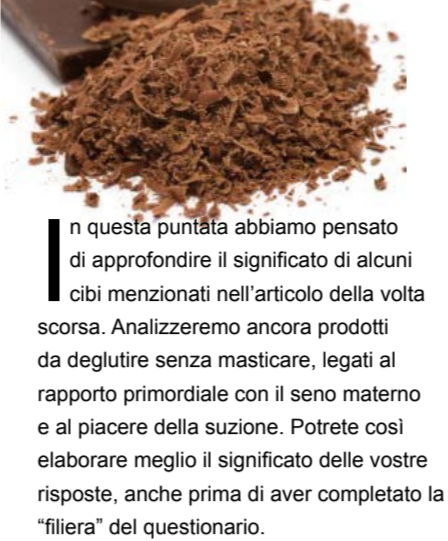 In questa puntata abbiamo pensato
di approfondire il significato di alcuni
cibi menzionati nell’articolo della volta
scorsa. Analizzeremo ancora prodotti
da deglutire senza masticare, legati al
rapporto primordiale con il seno materno
e al piacere della suzione. Potrete così
elaborare meglio il significato delle vostre
risposte, anche prima di aver completato la
“filiera” del questionario.